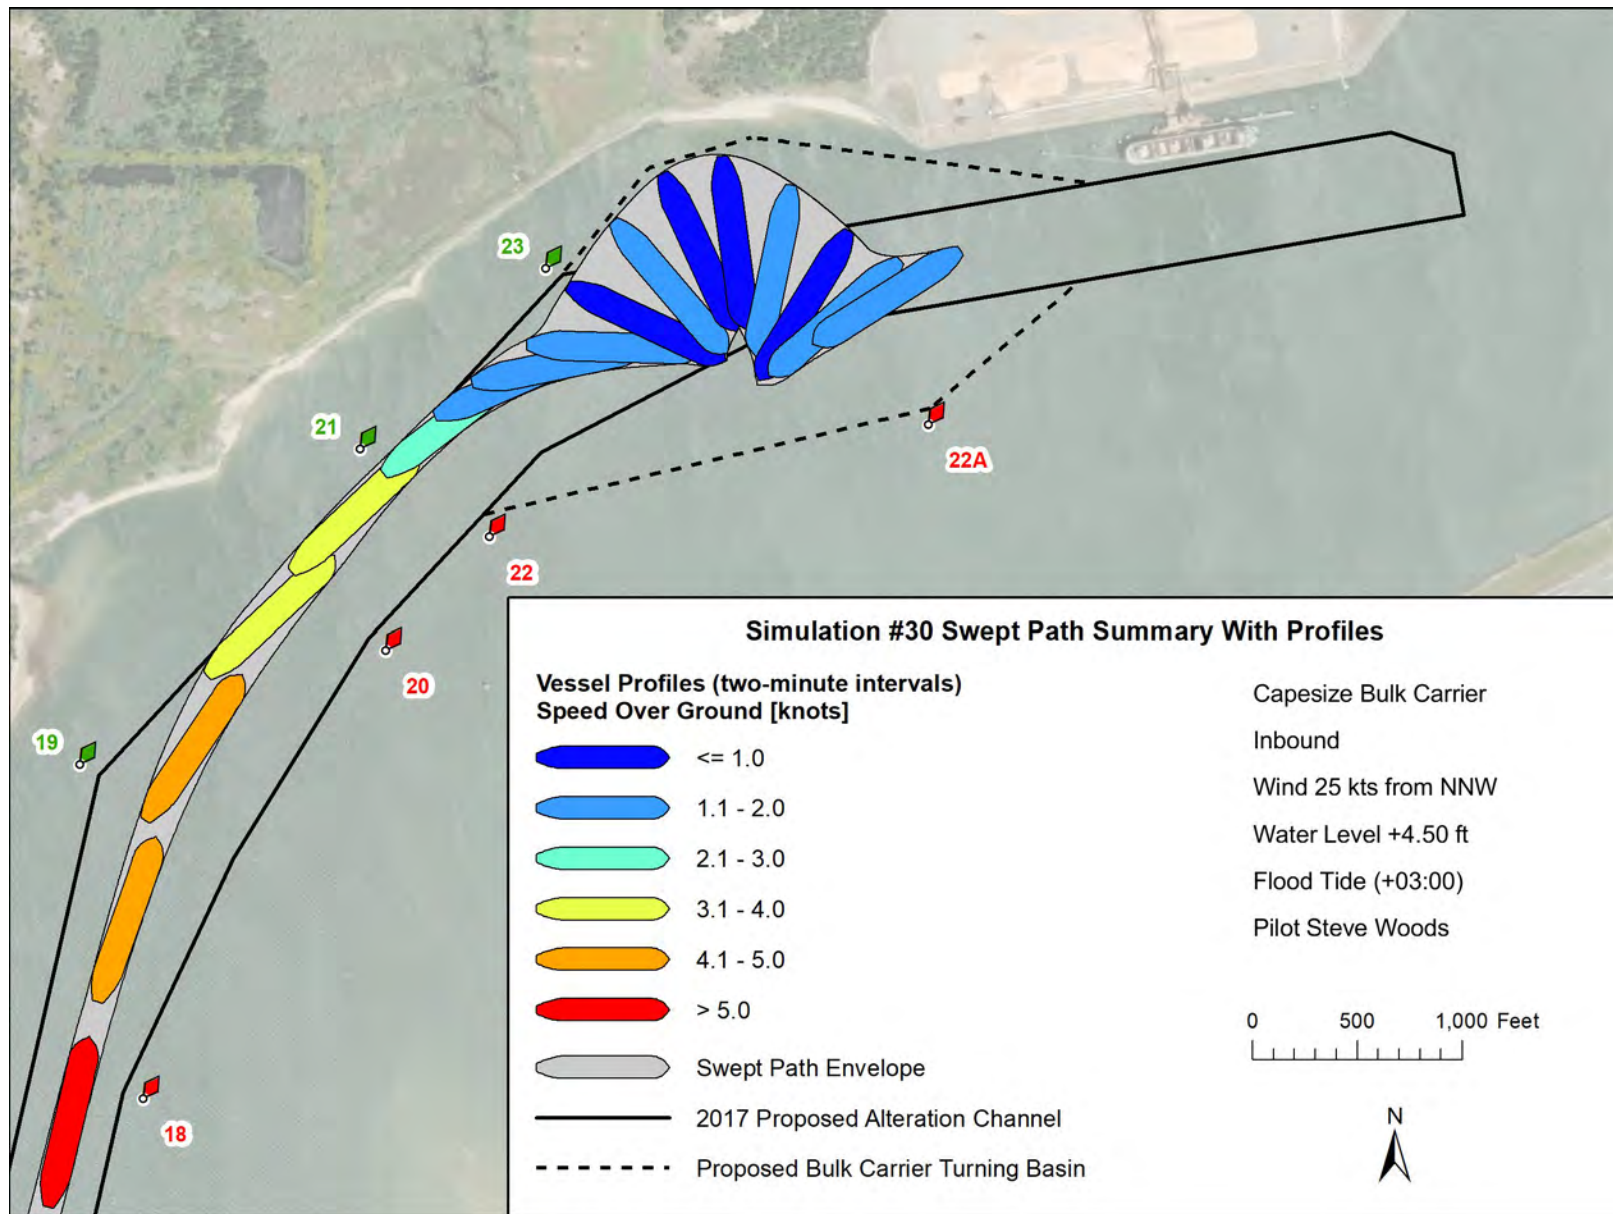 23
21
22A
22
20
19
18
Simulation #30 Swept Path Summary With Profiles
Vessel Profiles (two-minute intervals)
Speed Over Ground [knots]
<= 1.0
1.1 - 2.0
2.1 - 3.0
3.1 - 4.0
4.1 - 5.0
> 5.0
Swept Path Envelope
2017 Proposed Alteration Channel
Proposed Bulk Carrier Turning Basin
Capesize Bulk Carrier
Inbound
Wind 25 kts from NNW
Water Level +4.50 ft
Flood Tide (+03:00)
Pilot Steve Woods
0 500 1,000 Feet
N